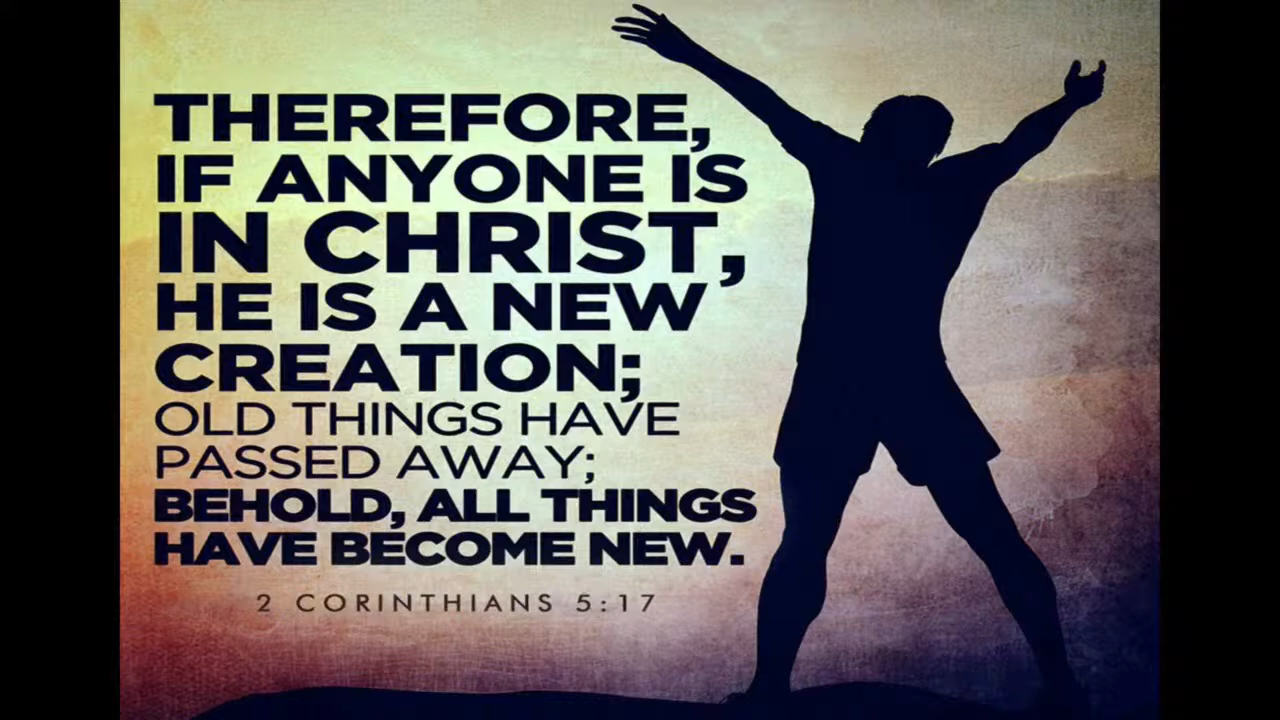 THEREFORE,
IF ANYONE IS
IN CHRIST,
HE IS A NEW
CREATION;
OLD THINGS HAVE
PASSED AWAY;
BEHOLD, ALL THINGS
HAVE BECOME NEW.
2 CORINTHIANS 5:17